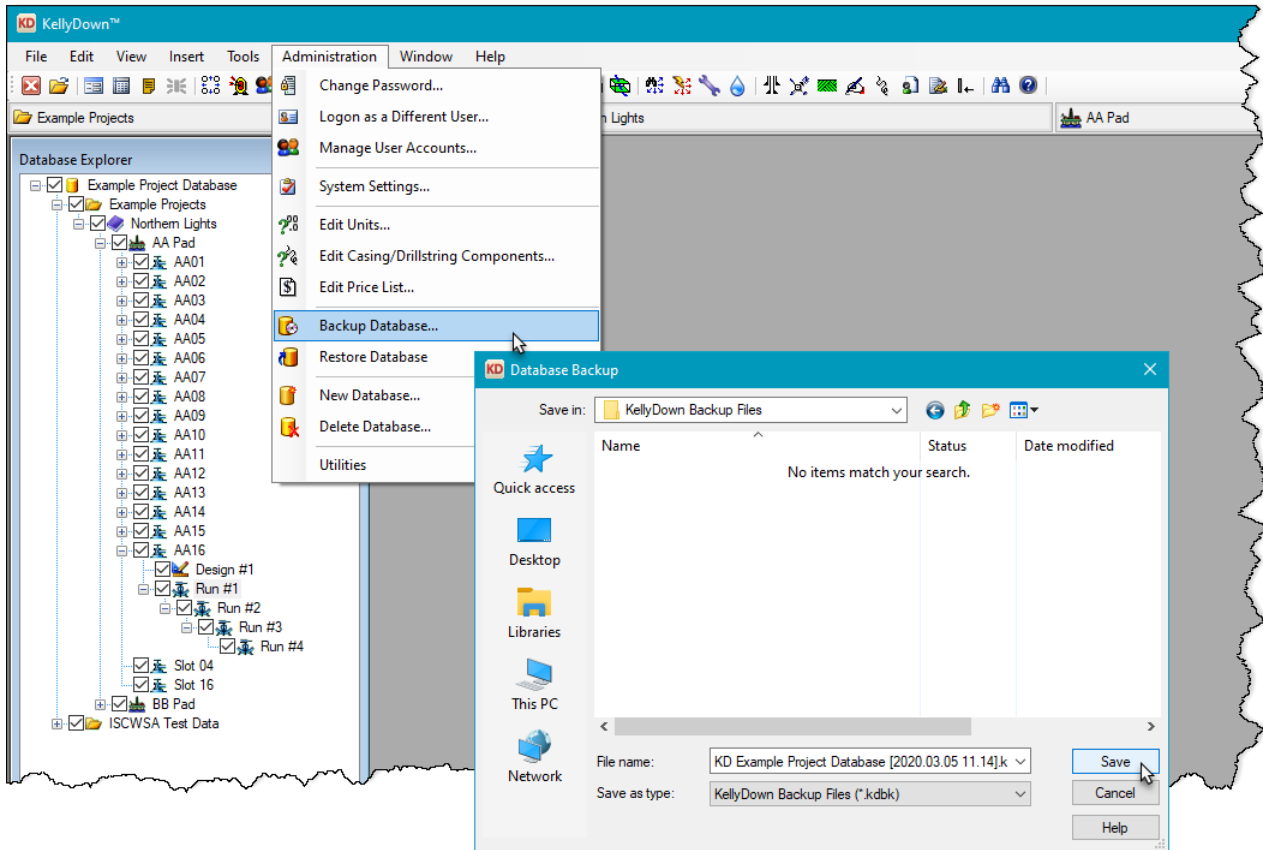 KD KellyDown™
File Edit View Insert Tools Administration Window Help
Example Projects
n Lights
AA Pad
Database Explorer
Example Project Database
Example Projects
Northern Lights
AA Pad
AA01
AA02
AA03
AA04
AA05
AA06
AA07
AA08
AA09
AA10
AA11
AA12
AA13
AA14
AA15
AA16
Design #1
Run #1
Run #2
Run #3
Run #4
Slot 04
Slot 16
BB Pad
ISCWSA Test Data
Change Password...
Logon as a Different User...
Manage User Accounts...
System Settings...
Edit Units...
Edit Casing/Drillstring Components...
Edit Price List...
Backup Database...
Restore Database
New Database...
Delete Database...
Utilities
KD Database Backup
Save in: KellyDown Backup Files
Name Status Date modified
No items match your search.
Quick access
Desktop
Libraries
This PC
Network
File name: KD Example Project Database [2020.03.05 11.14].k Save
Save as type: KellyDown Backup Files (*.kdbk) Cancel
Help